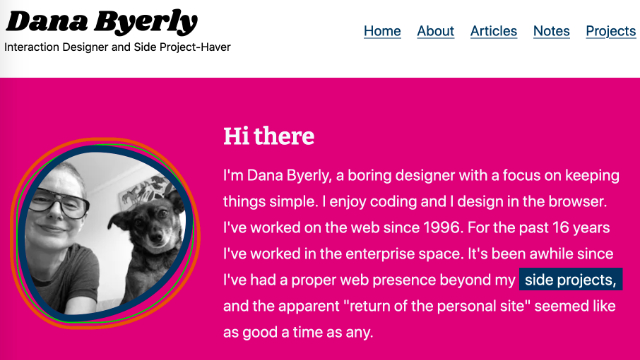 Dana Byerly
Interaction Designer and Side Project-Haver
Home About Articles Notes Projects
Hi there
I'm Dana Byerly, a boring designer with a focus on keeping
things simple. I enjoy coding and I design in the browser.
I've worked on the web since 1996. For the past 16 years
I've worked in the enterprise space. It's been awhile since
I've had a proper web presence beyond my side projects,
and the apparent "return of the personal site" seemed like
as good a time as any.